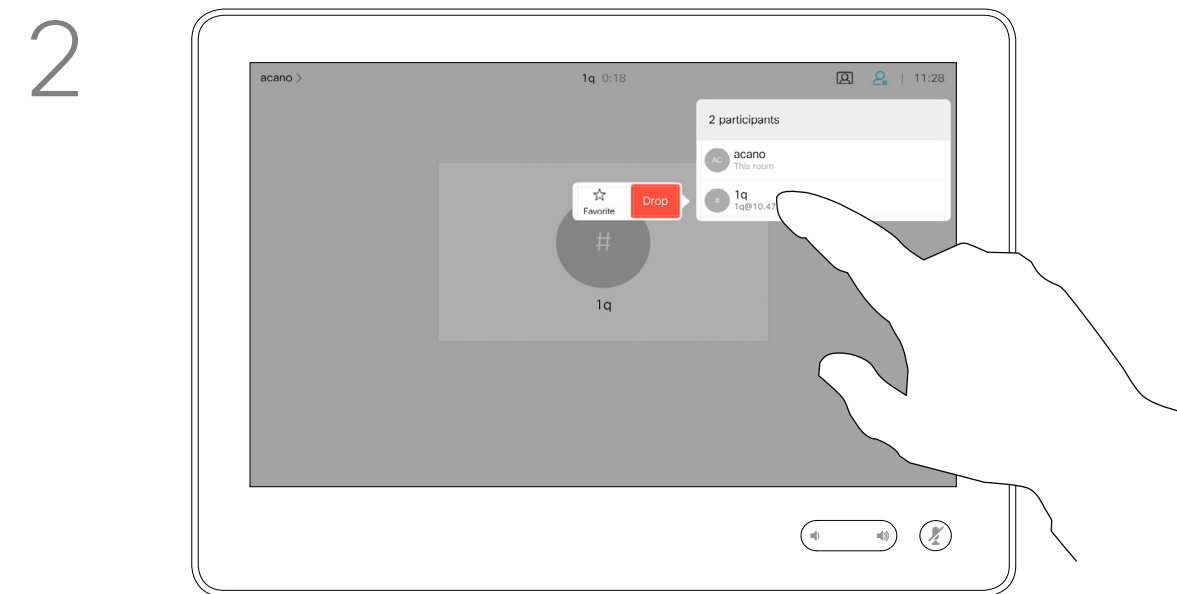 2
acano >
1q 0:18
11:28
2 participants
AC
acano
This room
Favorite
Drop
#
1q
1q@10.47
#
1q